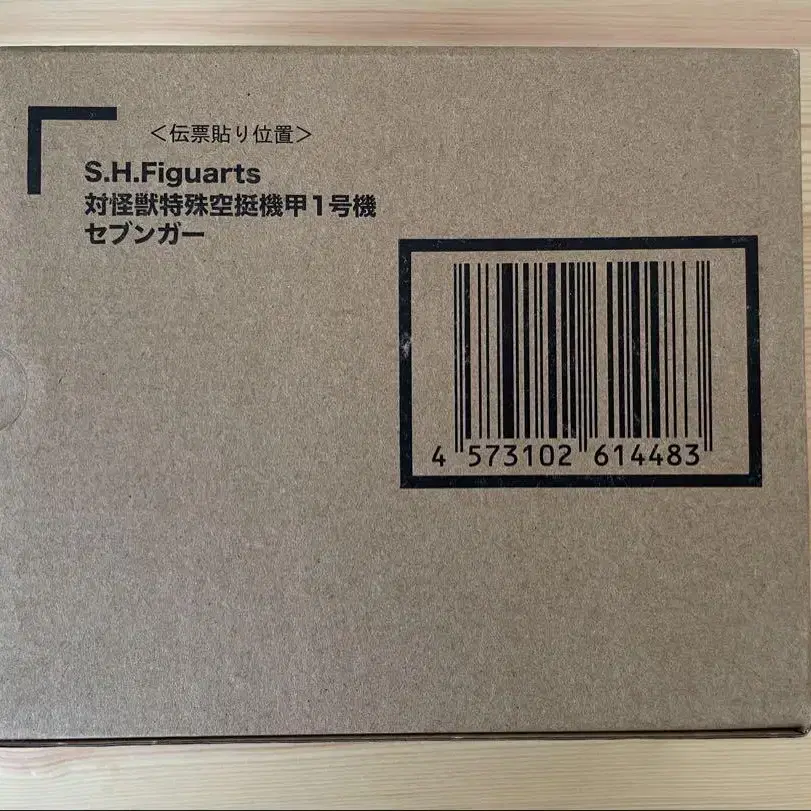 ＜伝票貼り位置＞
S.H.Figuarts
対怪獣特殊空挺機甲1号機
セブンガー
4 573102 614483